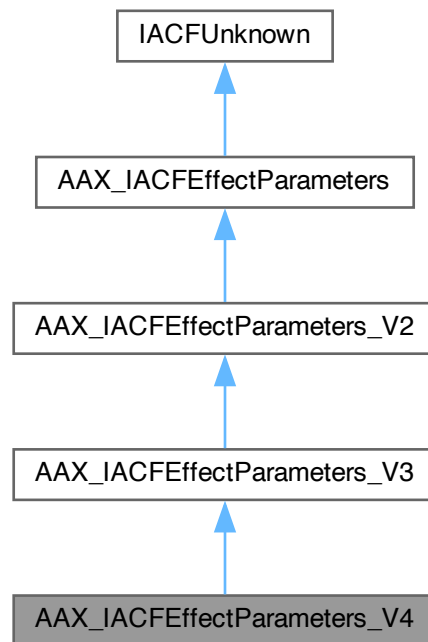 IACFUnknown
AAX_IACFEffectParameters
AAX_IACFEffectParameters_V2
AAX_IACFEffectParameters_V3
AAX_IACFEffectParameters_V4